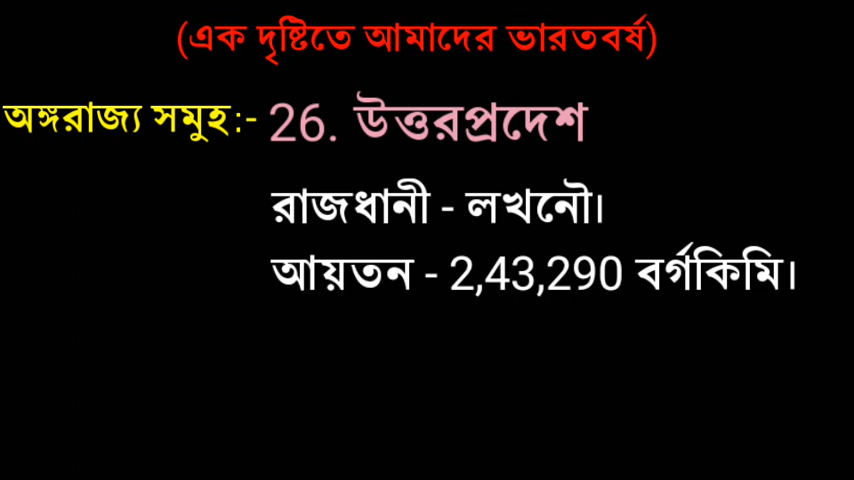 (এক দৃষ্টিতে আমাদের ভারতবর্ষ)
অঙ্গরাজ্য সমুহ:- 26. উত্তরপ্রদেশ
রাজধানী - লখনৌ।
আয়তন - 2,43,290 বর্গকিমি।